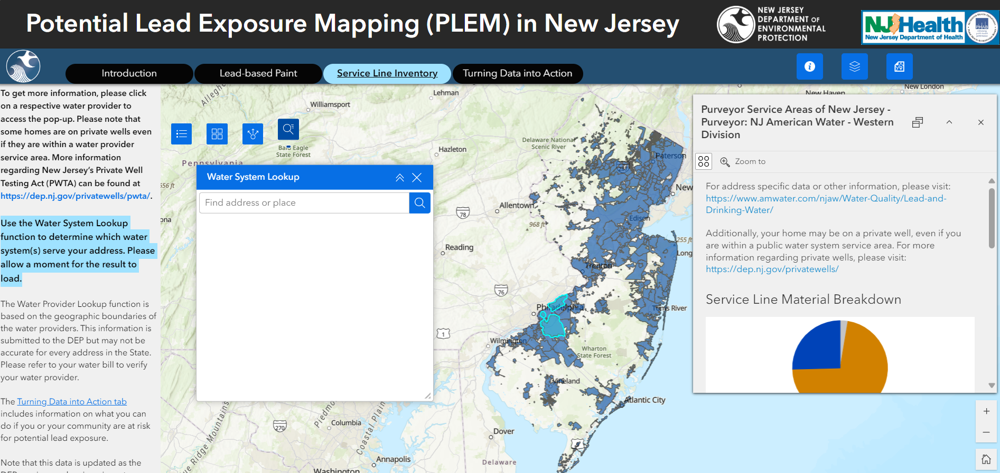 Potential Lead Exposure Mapping (PLEM) in New Jersey
NEW JERSEY
DEPARTMENT OF
ENVIRONMENTAL
PROTECTION
NJHealth
New Jersey Department of Health
PHAB
Introduction
Lead-based Paint
Service Line Inventory
Turning Data into Action
To get more information, please click
on a respective water provider to
access the pop-up. Please note that
some homes are on private wells even
if they are within a water provider
service area. More information
regarding New Jersey's Private Well
Testing Act (PWTA) can be found at
https://dep.nj.gov/privatewells/pwta/.
Use the Water System Lookup
function to determine which water
system(s) serve your address. Please
allow a moment for the result to
load.
The Water Provider Lookup function is
based on the geographic boundaries of
the water providers. This information is
submitted to the DEP but may not be
accurate for every address in the State.
Please refer to your water bill to verify
your water provider.
The Turning Data into Action tab
includes information on what you can
do if you or your community are at risk
for potential lead exposure.
Note that this data is updated as the
Water System Lookup
Find address or place
Purveyor Service Areas of New Jersey -
Purveyor: NJ American Water - Western
Division
Zoom to
For address specific data or other information, please visit:
https://www.amwater.com/njaw/Water-Quality/Lead-and-
Drinking-Water/
Additionally, your home may be on a private well, even if you
are within a public water system service area. For more
information regarding private wells, please visit:
https://dep.nj.gov/privatewells/
Service Line Material Breakdown
Lehman
Williamsport
New Haven
New London
Bald Eagle
State Forest
Hazleton
Delaware National
Scenic River
Pennsylvania
Paterson
287
556 ft
New
Allentown
78
Edison
968 ft
ona
255 ft
Long
Reading
Trenton
76
Philadelphia
Toms River
1
Wilmington
Wharton
State Forest
Vineland
Atlantic City
Columbia
270
Piedmo
Coastal Plain
Blue Ridge Mountains
Dover
9
Annapolis
Delaware
Washington